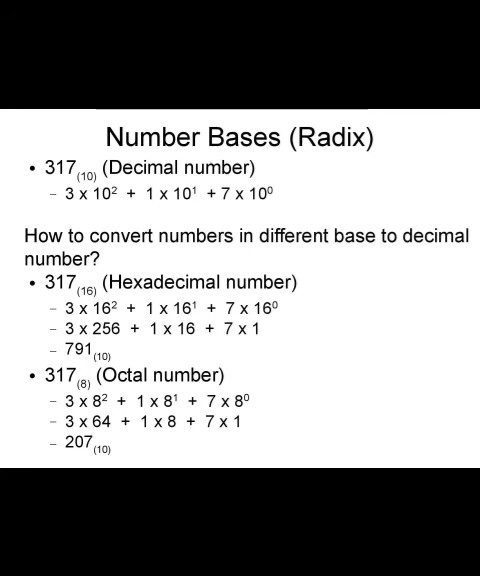 Number Bases (Radix)
• 317₍₁₀₎ (Decimal number)
– 3 x 10² + 1 x 10¹ + 7 x 10⁰
How to convert numbers in different base to decimal
number?
• 317₍₁₆₎ (Hexadecimal number)
– 3 x 16² + 1 x 16¹ + 7 x 16⁰
– 3 x 256 + 1 x 16 + 7 x 1
– 791₍₁₀₎
• 317₍₈₎ (Octal number)
– 3 x 8² + 1 x 8¹ + 7 x 8⁰
– 3 x 64 + 1 x 8 + 7 x 1
– 207₍₁₀₎